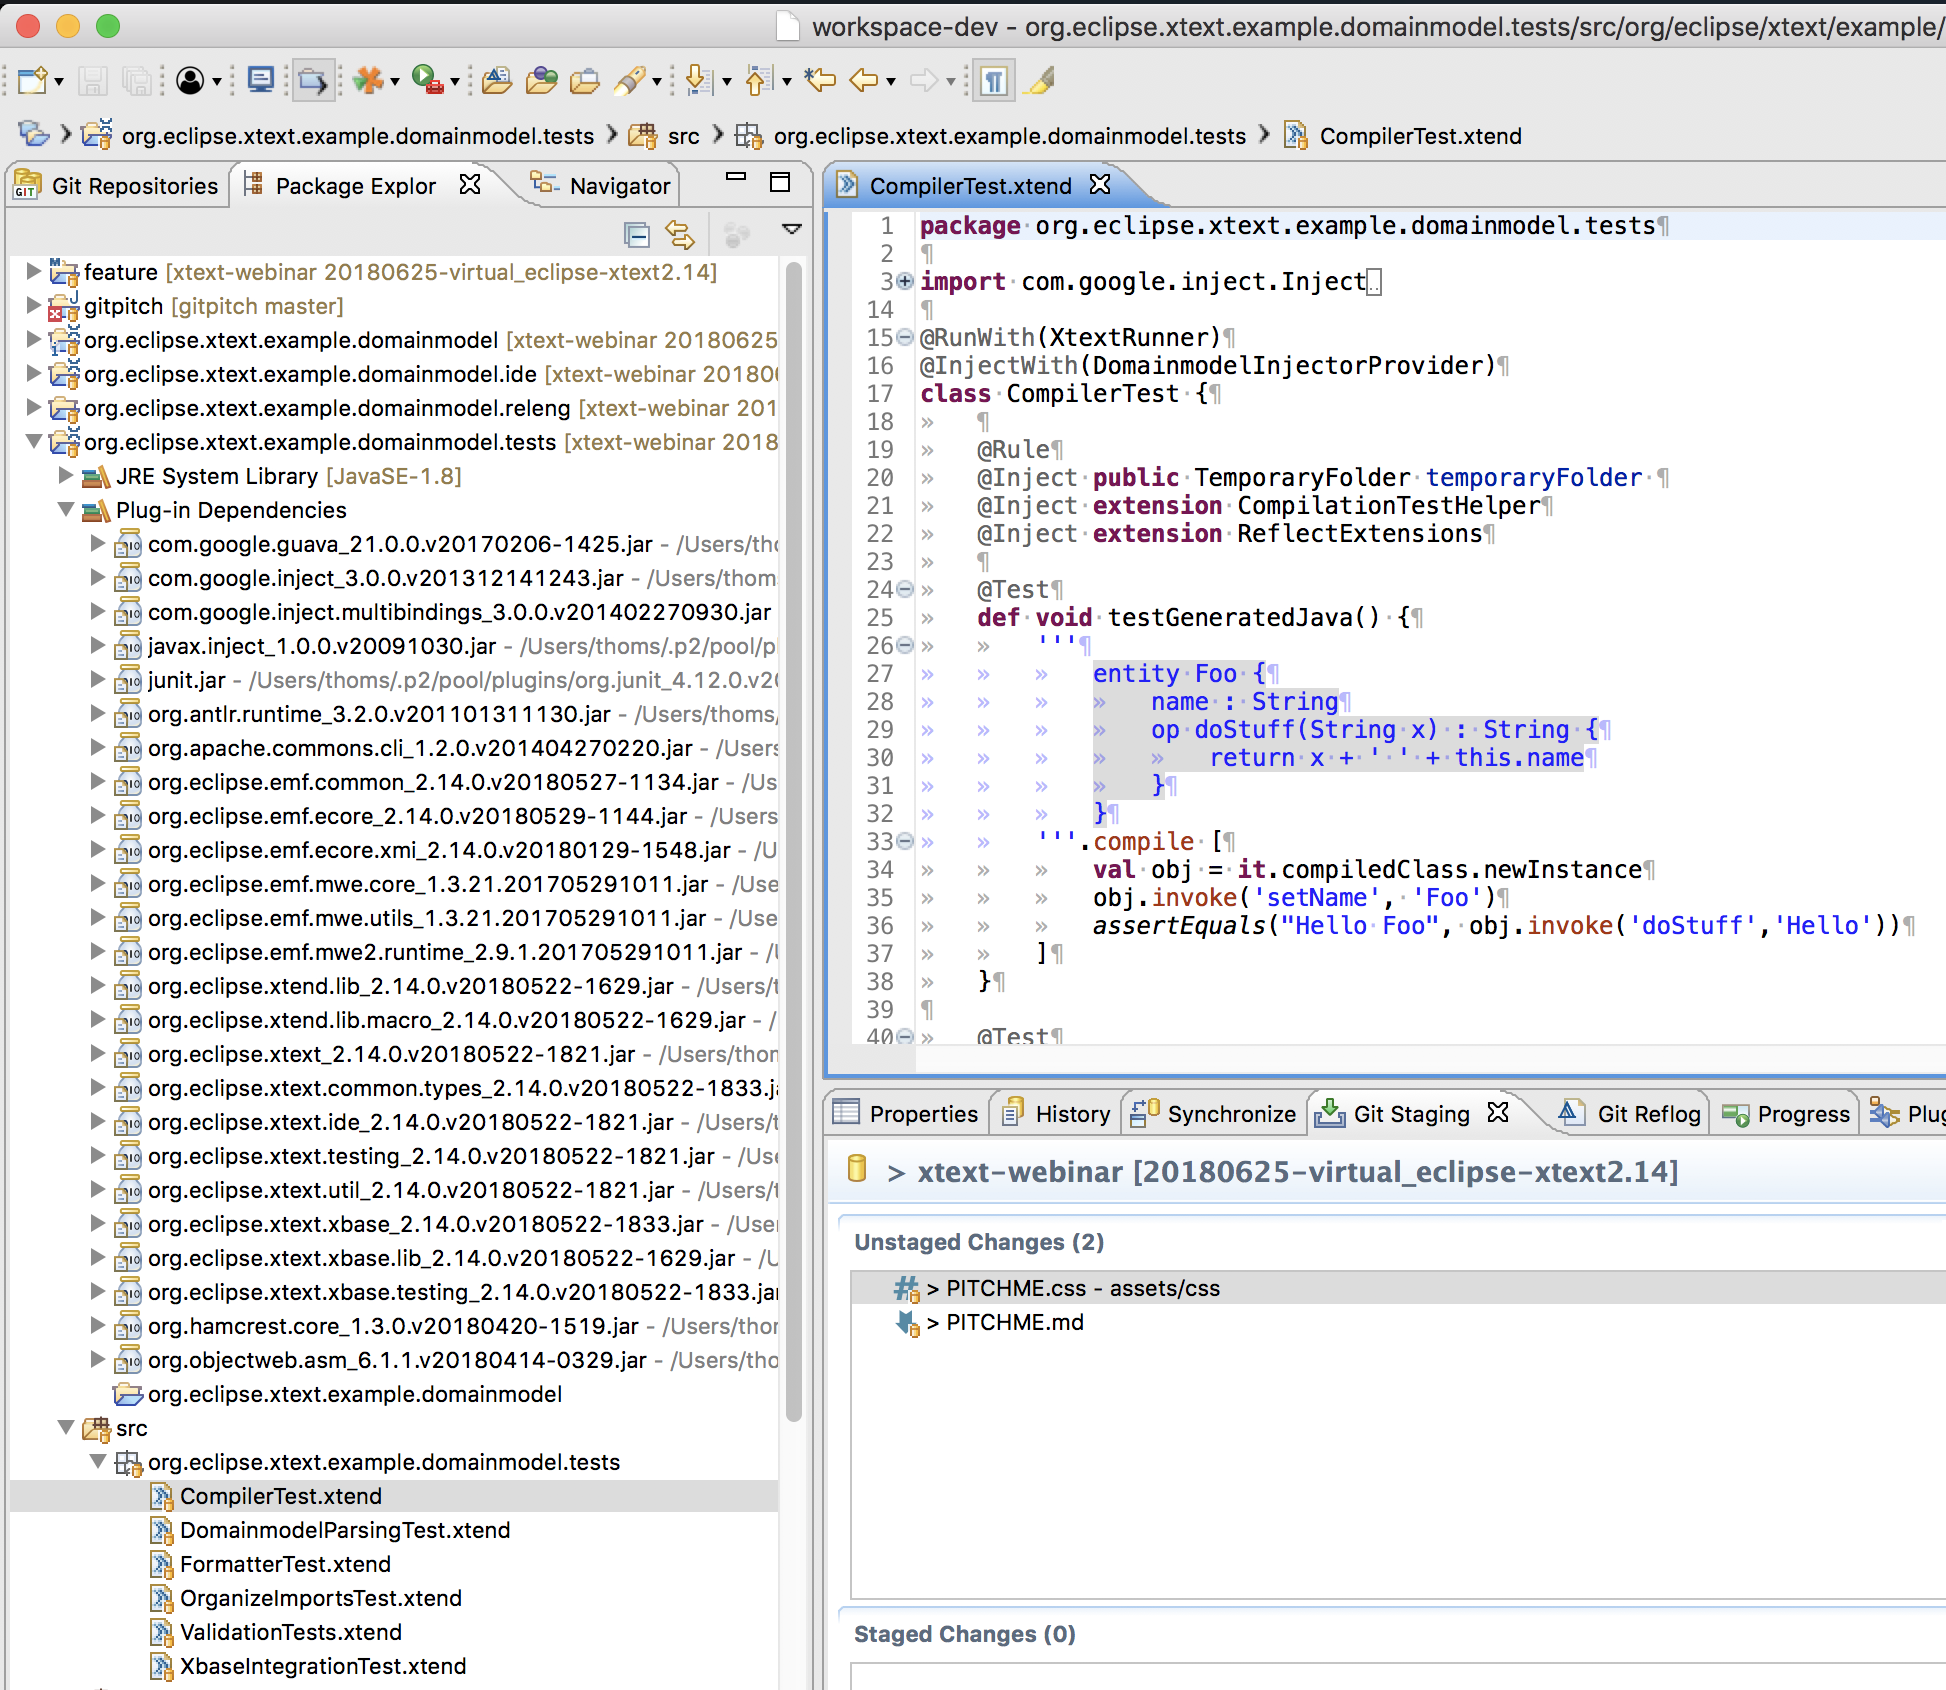 workspace-dev - org.eclipse.xtext.example.domainmodel.tests/src/org/eclipse/xtext/example/
org.eclipse.xtext.example.domainmodel.tests src org.eclipse.xtext.example.domainmodel.tests CompilerTest.xtend
Git Repositories Package Explor Navigator
feature [xtext-webinar 20180625-virtual_eclipse-xtext2.14]
gitpitch [gitpitch master]
org.eclipse.xtext.example.domainmodel [xtext-webinar 20180625
org.eclipse.xtext.example.domainmodel.ide [xtext-webinar 20180
org.eclipse.xtext.example.domainmodel.releng [xtext-webinar 201
org.eclipse.xtext.example.domainmodel.tests [xtext-webinar 2018
JRE System Library [JavaSE-1.8]
Plug-in Dependencies
com.google.guava_21.0.0.v20170206-1425.jar - /Users/tho
com.google.inject_3.0.0.v201312141243.jar - /Users/thom
com.google.inject.multibindings_3.0.0.v201402270930.jar
javax.inject_1.0.0.v20091030.jar - /Users/thoms/.p2/pool/p
junit.jar - /Users/thoms/.p2/pool/plugins/org.junit_4.12.0.v20
org.antlr.runtime_3.2.0.v201101311130.jar - /Users/thoms/
org.apache.commons.cli_1.2.0.v201404270220.jar - /Users
org.eclipse.emf.common_2.14.0.v20180527-1134.jar - /Us
org.eclipse.emf.ecore_2.14.0.v20180529-1144.jar - /Users
org.eclipse.emf.ecore.xmi_2.14.0.v20180129-1548.jar - /U
org.eclipse.emf.mwe.core_1.3.21.201705291011.jar - /Use
org.eclipse.emf.mwe.utils_1.3.21.201705291011.jar - /Use
org.eclipse.emf.mwe2.runtime_2.9.1.201705291011.jar - /U
org.eclipse.xtend.lib_2.14.0.v20180522-1629.jar - /Users/t
org.eclipse.xtend.lib.macro_2.14.0.v20180522-1629.jar - /
org.eclipse.xtext_2.14.0.v20180522-1821.jar - /Users/thon
org.eclipse.xtext.common.types_2.14.0.v20180522-1833.ja
org.eclipse.xtext.ide_2.14.0.v20180522-1821.jar - /Users/t
org.eclipse.xtext.testing_2.14.0.v20180522-1821.jar - /Use
org.eclipse.xtext.util_2.14.0.v20180522-1821.jar - /Users/t
org.eclipse.xtext.xbase_2.14.0.v20180522-1833.jar - /User
org.eclipse.xtext.xbase.lib_2.14.0.v20180522-1629.jar - /U
org.eclipse.xtext.xbase.testing_2.14.0.v20180522-1833.jar
org.hamcrest.core_1.3.0.v20180420-1519.jar - /Users/thor
org.objectweb.asm_6.1.1.v20180414-0329.jar - /Users/tho
org.eclipse.xtext.example.domainmodel
src
org.eclipse.xtext.example.domainmodel.tests
CompilerTest.xtend
DomainmodelParsingTest.xtend
FormatterTest.xtend
OrganizeImportsTest.xtend
ValidationTests.xtend
XbaseIntegrationTest.xtend
CompilerTest.xtend
1 package·org.eclipse.xtext.example.domainmodel.tests¶
2 ¶
3 import·com.google.inject.Inject
14 ¶
15 @RunWith(XtextRunner)¶
16 @InjectWith(DomainmodelInjectorProvider)¶
17 class·CompilerTest·{¶
18 » ¶
19 » @Rule¶
20 » @Inject·public·TemporaryFolder·temporaryFolder·¶
21 » @Inject·extension·CompilationTestHelper¶
22 » @Inject·extension·ReflectExtensions¶
23 » ¶
24 » @Test¶
25 » def·void·testGeneratedJava()·{¶
26 » » '''¶
27 » » » entity·Foo·{¶
28 » » » » name·:·String¶
29 » » » » op·doStuff(String·x)·:·String·{¶
30 » » » » » return·x·+·'·'·+·this.name¶
31 » » » » }¶
32 » » » }¶
33 » » '''.compile·[¶
34 » » » val·obj·=·it.compiledClass.newInstance¶
35 » » » obj.invoke('setName',·'Foo')¶
36 » » » assertEquals("Hello·Foo",·obj.invoke('doStuff','Hello'))¶
37 » » ]¶
38 » }¶
39 ¶
40 » @Test¶
Properties History Synchronize Git Staging Git Reflog Progress Plug
> xtext-webinar [20180625-virtual_eclipse-xtext2.14]
Unstaged Changes (2)
> PITCHME.css - assets/css
> PITCHME.md
Staged Changes (0)